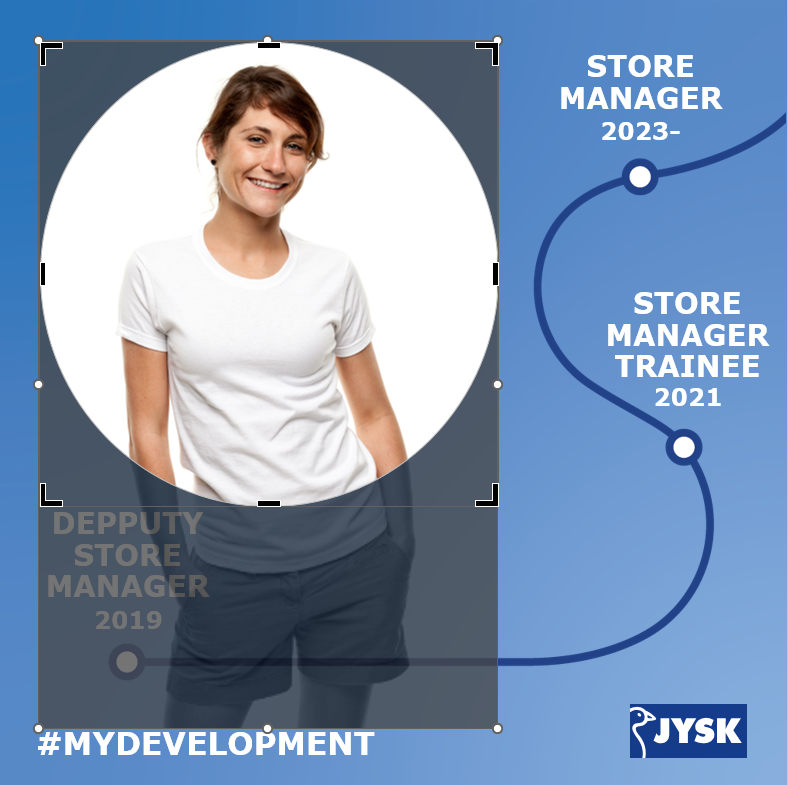 STORE
MANAGER
2023–
STORE
MANAGER
TRAINEE
2021
DEPPUTY
STORE
MANAGER
2019
#MYDEVELOPMENT
JYSK